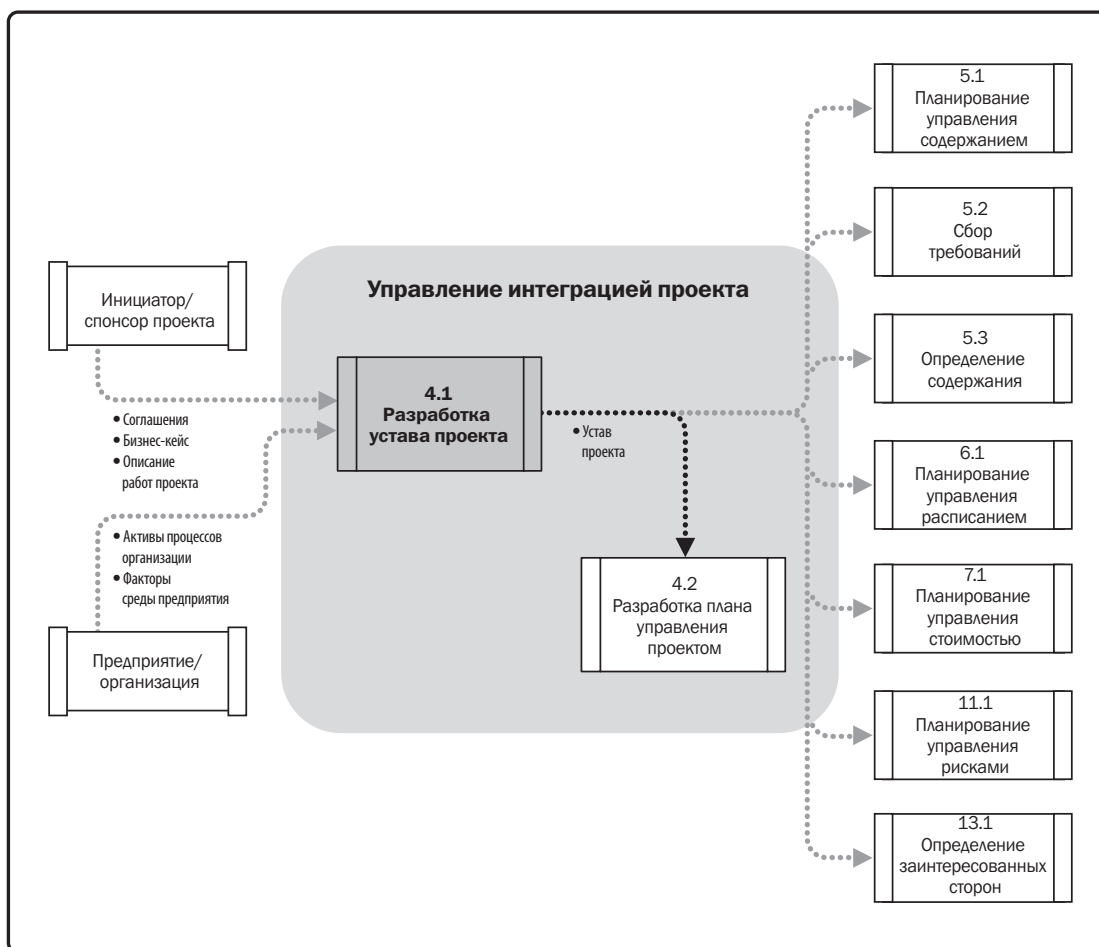 5.1
Планирование
управления
содержанием
5.2
Сбор
требований
Управление интеграцией проекта
Инициатор/
спонсор проекта
5.3
Определение
содержания
4.1
Разработка
устава проекта
• Соглашения
• Бизнес-кейс
• Описание
работ проекта
• Устав
проекта
6.1
Планирование
управления
расписанием
• Активы процессов
организации
• Факторы
среды предприятия
4.2
Разработка плана
управления
проектом
7.1
Планирование
управления
стоимостью
Предприятие/
организация
11.1
Планирование
управления
рисками
13.1
Определение
заинтересованных
сторон